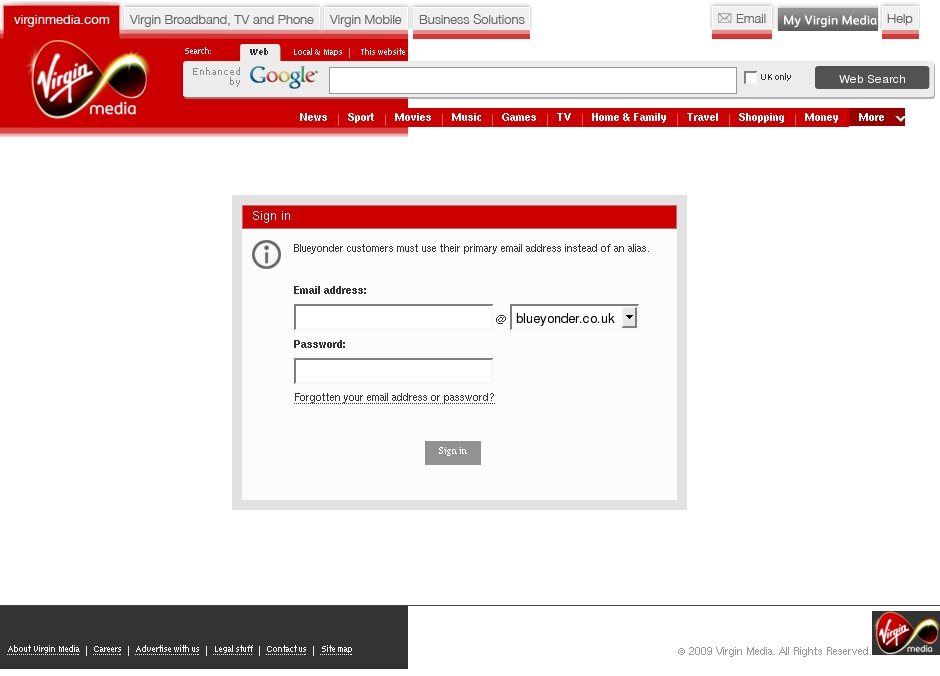 virginmedia.com Virgin Broadband, TV and Phone Virgin Mobile Business Solutions Email My Virgin Media Help
Search: Web Local & Maps This website
Enhanced by Google UK only Web Search
Virgin media
News Sport Movies Music Games TV Home & Family Travel Shopping Money More
Sign in
Blueyonder customers must use their primary email address instead of an alias.
Email address:
@ blueyonder.co.uk
Password:
Forgotten your email address or password?
Sign in
About Virgin Media | Careers | Advertise with us | Legal stuff | Contact us | Site map
© 2009 Virgin Media. All Rights Reserved.
Virgin media